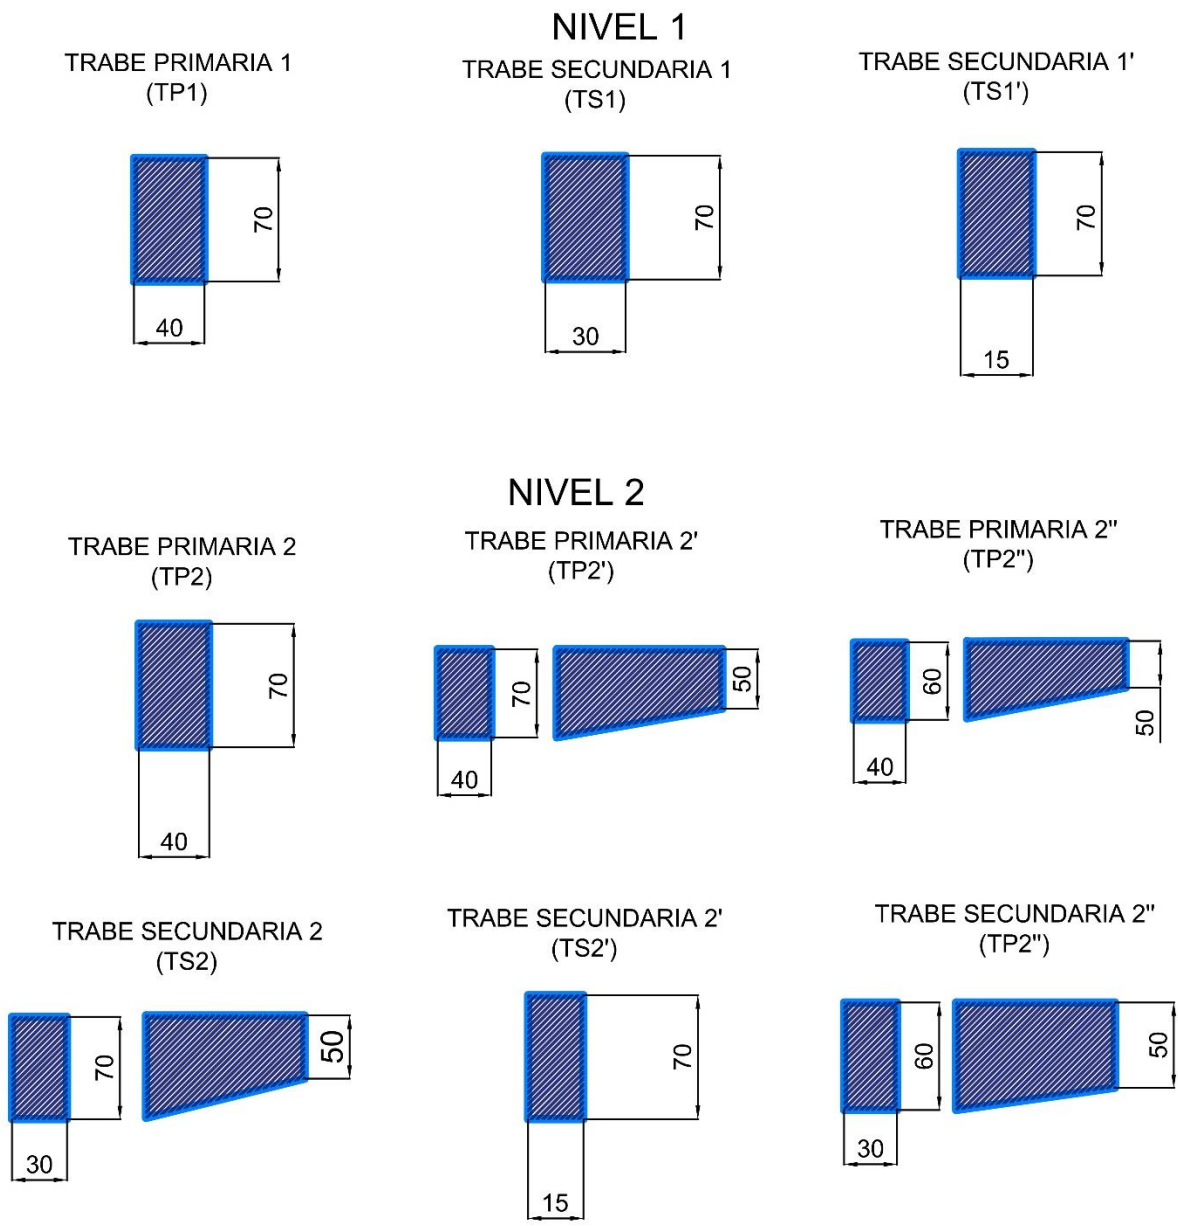 NIVEL 1
TRABE PRIMARIA 1
(TP1)
70
40
TRABE SECUNDARIA 1
(TS1)
70
30
TRABE SECUNDARIA 1'
(TS1')
70
15
NIVEL 2
TRABE PRIMARIA 2
(TP2)
70
40
TRABE PRIMARIA 2'
(TP2')
70
50
40
TRABE PRIMARIA 2"
(TP2")
60
50
40
TRABE SECUNDARIA 2
(TS2)
70
50
30
TRABE SECUNDARIA 2'
(TS2')
70
15
TRABE SECUNDARIA 2"
(TP2")
60
50
30